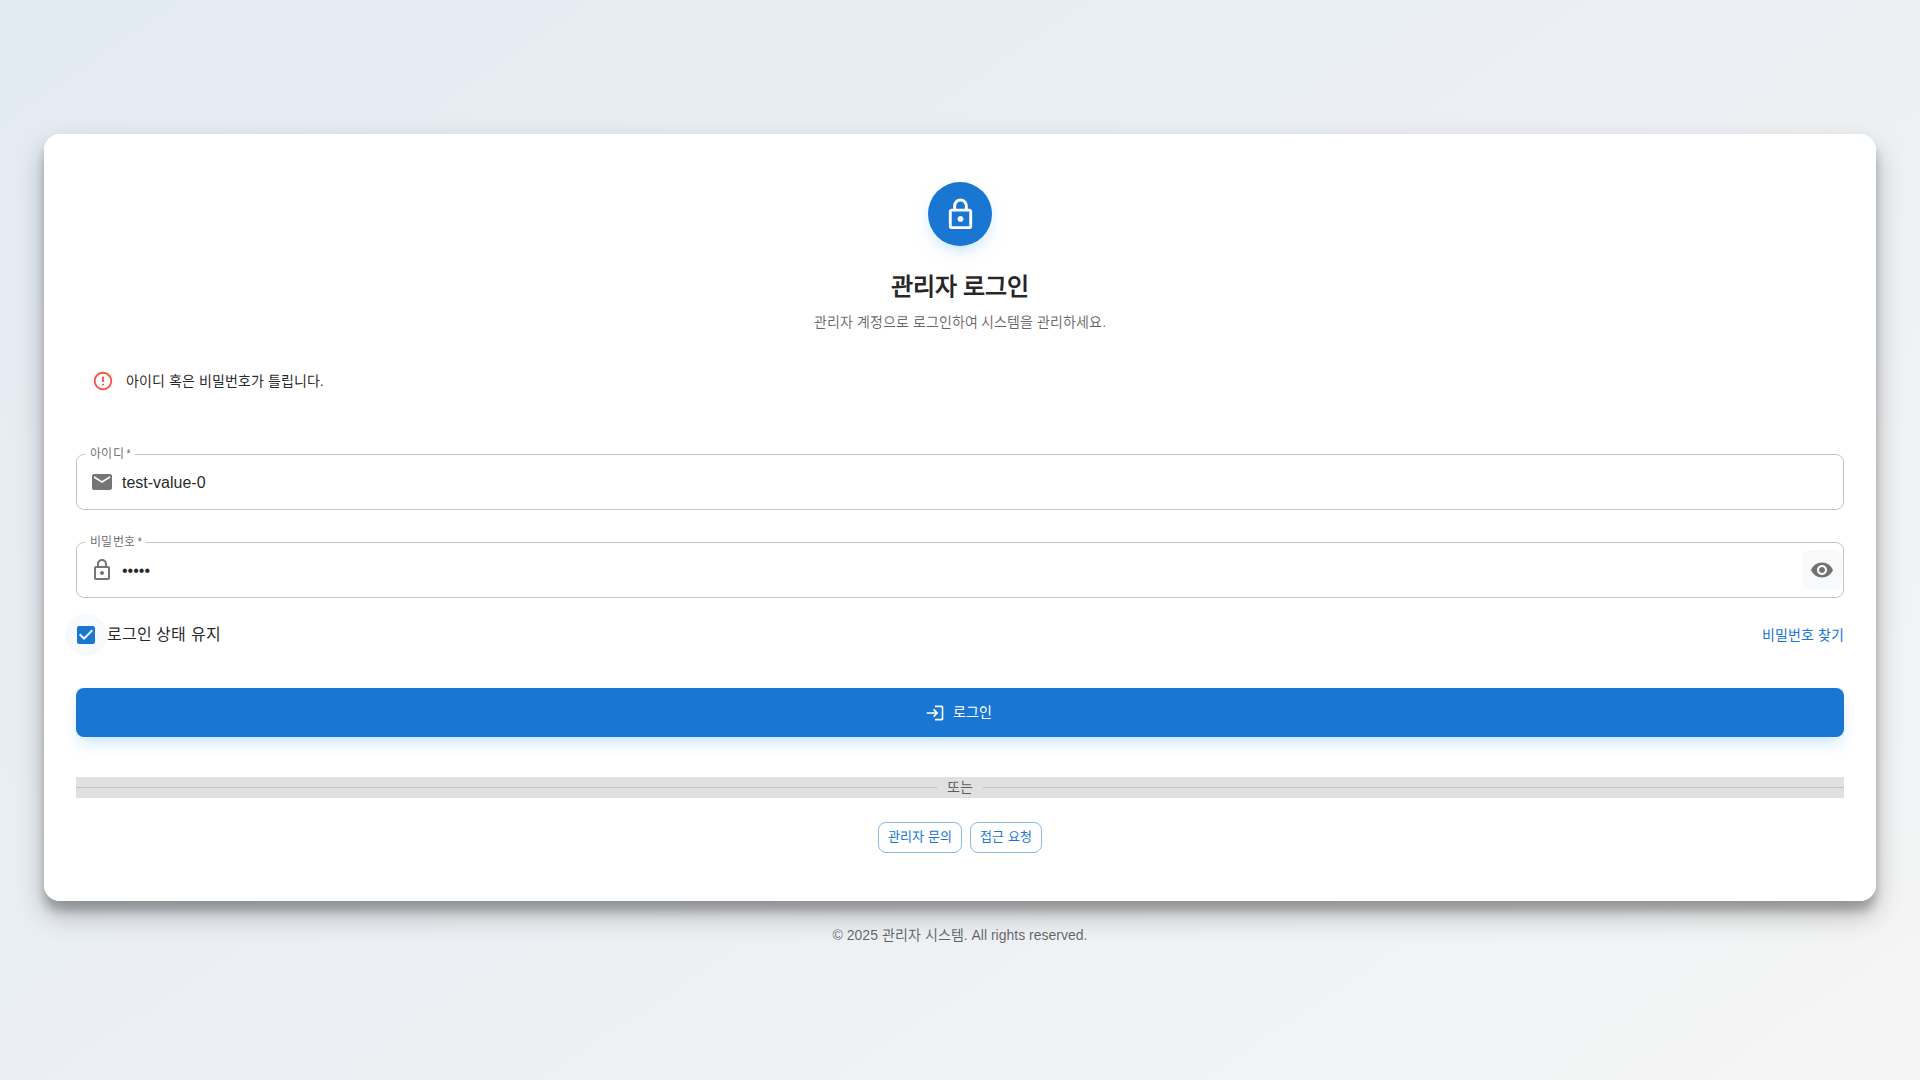 관리자 로그인
관리자 계정으로 로그인하여 시스템을 관리하세요.
아이디 혹은 비밀번호가 틀립니다.
아이디 *
test-value-0
비밀번호 *
•••••
로그인 상태 유지
비밀번호 찾기
로그인
또는
관리자 문의
접근 요청
© 2025 관리자 시스템. All rights reserved.